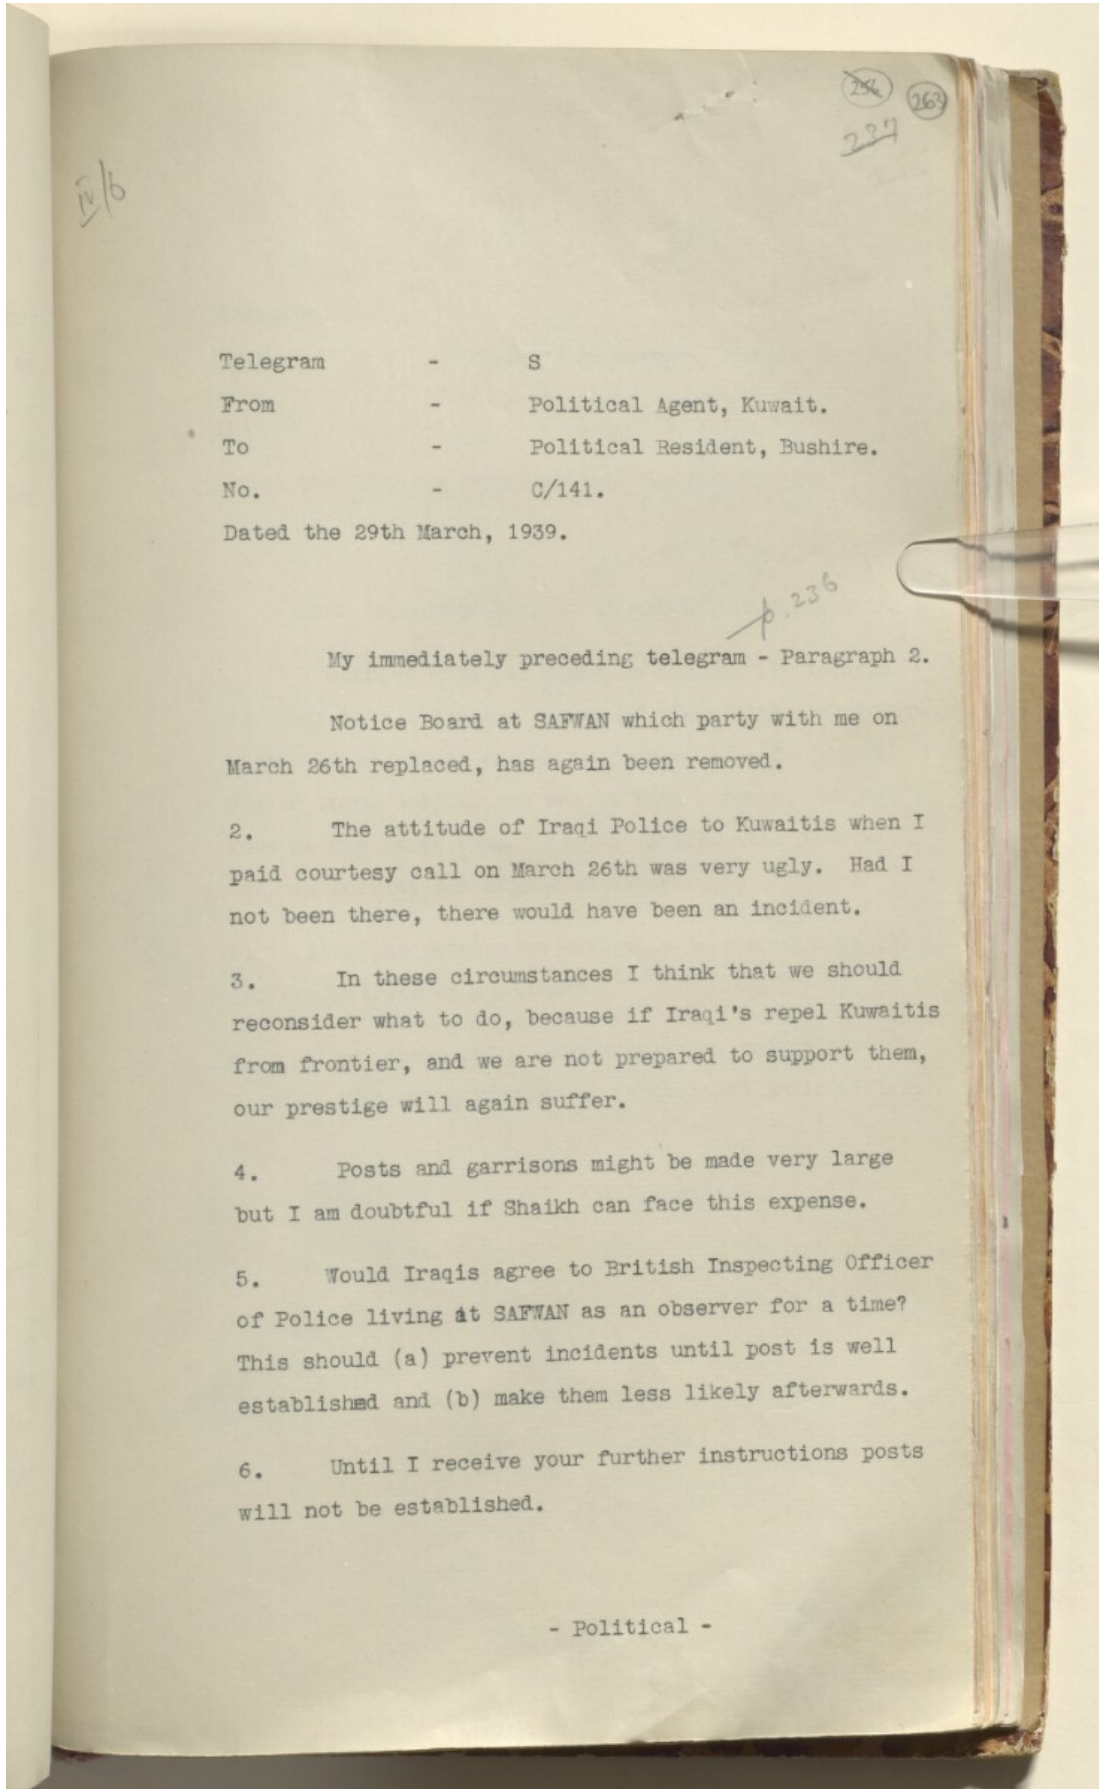 256 263
237
IV/6
Telegram - S
From - Political Agent, Kuwait.
To - Political Resident, Bushire.
No. - C/141.
Dated the 29th March, 1939.
p. 236
My immediately preceding telegram - Paragraph 2.
Notice Board at SAFWAN which party with me on
March 26th replaced, has again been removed.
2. The attitude of Iraqi Police to Kuwaitis when I
paid courtesy call on March 26th was very ugly. Had I
not been there, there would have been an incident.
3. In these circumstances I think that we should
reconsider what to do, because if Iraqi's repel Kuwaitis
from frontier, and we are not prepared to support them,
our prestige will again suffer.
4. Posts and garrisons might be made very large
but I am doubtful if Shaikh can face this expense.
5. Would Iraqis agree to British Inspecting Officer
of Police living at SAFWAN as an observer for a time?
This should (a) prevent incidents until post is well
established and (b) make them less likely afterwards.
6. Until I receive your further instructions posts
will not be established.
- Political -